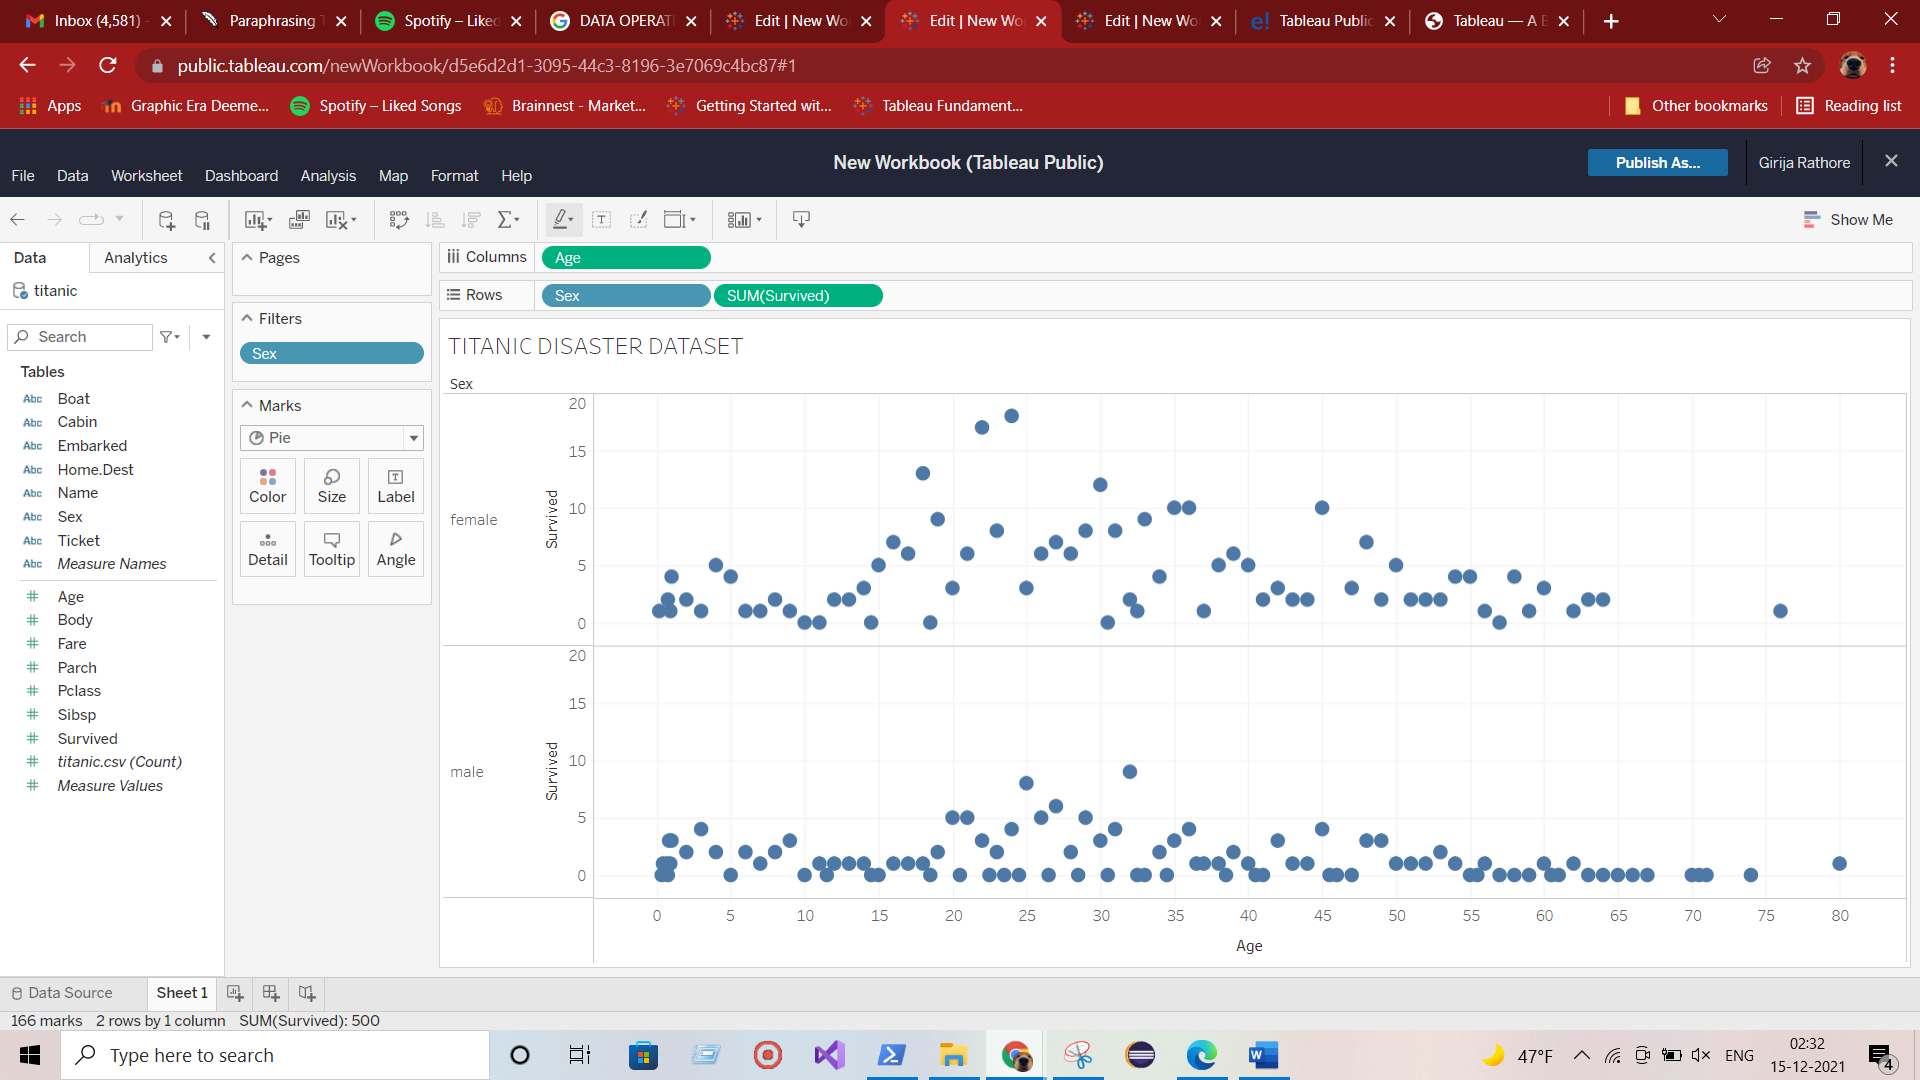 Inbox (4,581) - Paraphrasing T Spotify – Liked DATA OPERATI Edit | New Wo Edit | New Wo Edit | New Wo Tableau Public Tableau — A B
public.tableau.com/newWorkbook/d5e6d2d1-3095-44c3-8196-3e7069c4bc87#1
Apps Graphic Era Deeme... Spotify – Liked Songs Brainnest - Market... Getting Started wit... Tableau Fundament... Other bookmarks Reading list
New Workbook (Tableau Public) Publish As... Girija Rathore
File Data Worksheet Dashboard Analysis Map Format Help
Show Me
Data Analytics
titanic
Search
Tables
Abc Boat
Abc Cabin
Abc Embarked
Abc Home.Dest
Abc Name
Abc Sex
Abc Ticket
Abc Measure Names
# Age
# Body
# Fare
# Parch
# Pclass
# Sibsp
# Survived
# titanic.csv (Count)
# Measure Values
Pages
Filters
Sex
Marks
Pie
Color Size Label
Detail Tooltip Angle
Columns Age
Rows Sex SUM(Survived)
TITANIC DISASTER DATASET
Sex
female
Survived
20
15
10
5
0
male
Survived
20
15
10
5
0
0 5 10 15 20 25 30 35 40 45 50 55 60 65 70 75 80
Age
Data Source Sheet 1
166 marks 2 rows by 1 column SUM(Survived): 500
Type here to search
47°F ENG
02:32
15-12-2021
4